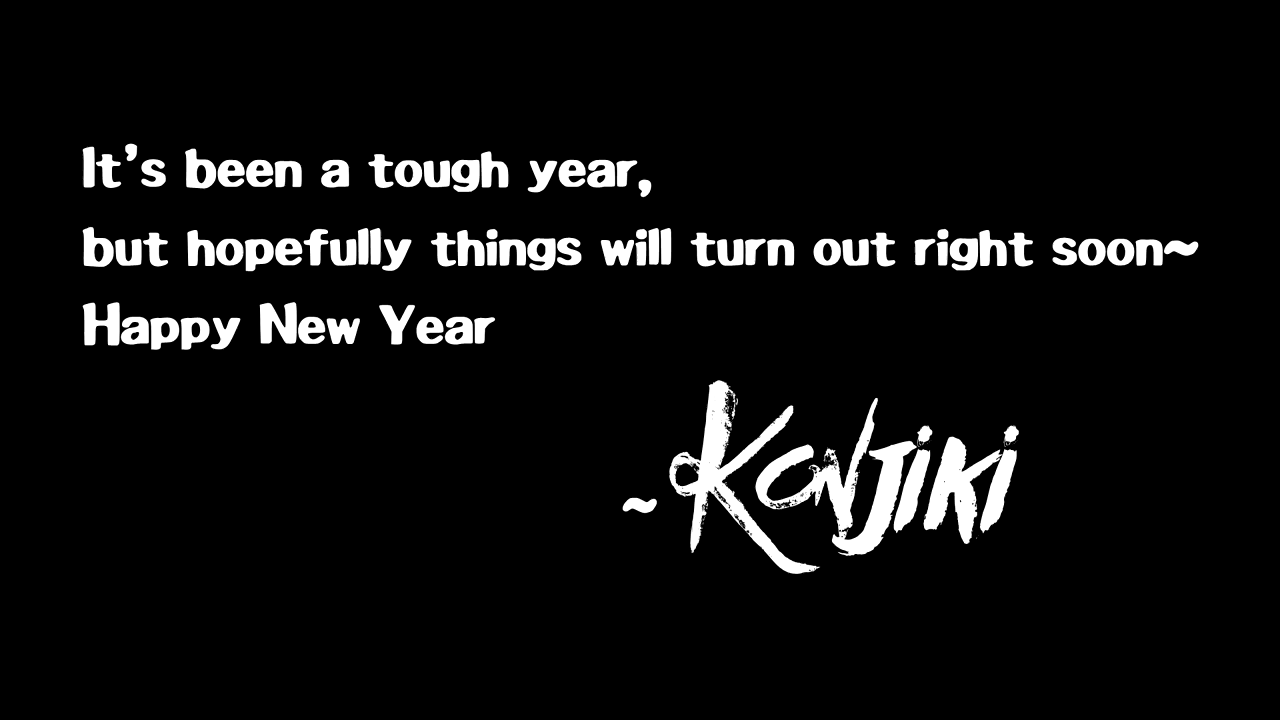 It's been a tough year,
but hopefully things will turn out right soon~
Happy New Year
~Konjiki